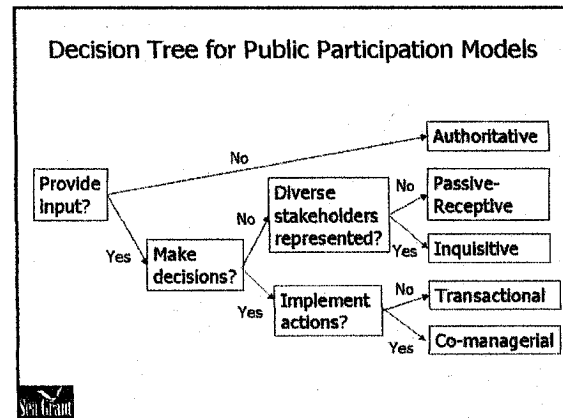 Decision Tree for Public Participation Models
No
Authoritative
Provide
input?
Diverse
stakeholders
represented?
No
Passive-
Receptive
No
Yes
Make
decisions?
Yes
Inquisitive
Yes
Implement
actions?
No
Transactional
Yes
Co-managerial
Sea Grant